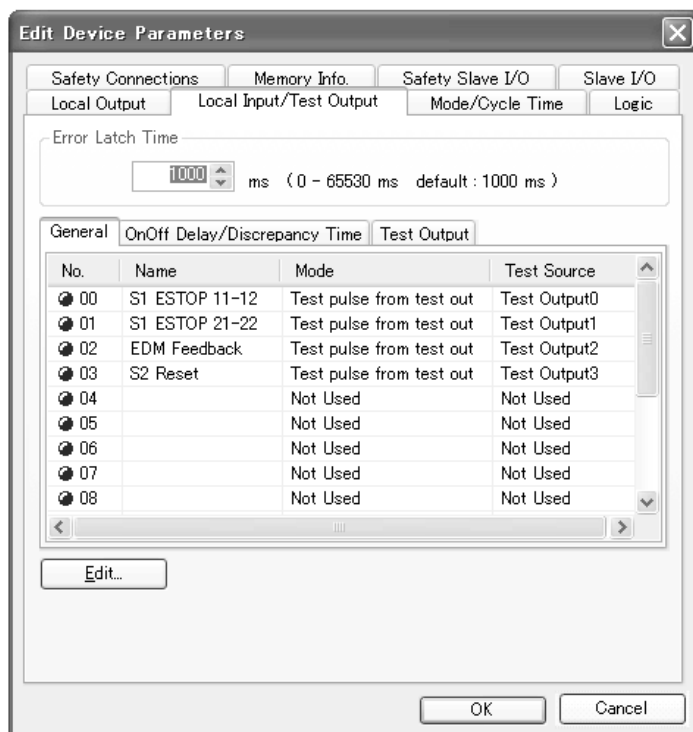 Edit Device Parameters
Safety Connections Memory Info. Safety Slave I/O Slave I/O
Local Output Local Input/Test Output Mode/Cycle Time Logic
Error Latch Time
1000 ms ( 0 - 65530 ms default : 1000 ms )
General OnOff Delay/Discrepancy Time Test Output
No. Name Mode Test Source
00 S1 ESTOP 11-12 Test pulse from test out Test Output0
01 S1 ESTOP 21-22 Test pulse from test out Test Output1
02 EDM Feedback Test pulse from test out Test Output2
03 S2 Reset Test pulse from test out Test Output3
04 Not Used Not Used
05 Not Used Not Used
06 Not Used Not Used
07 Not Used Not Used
08 Not Used Not Used
Edit...
OK Cancel